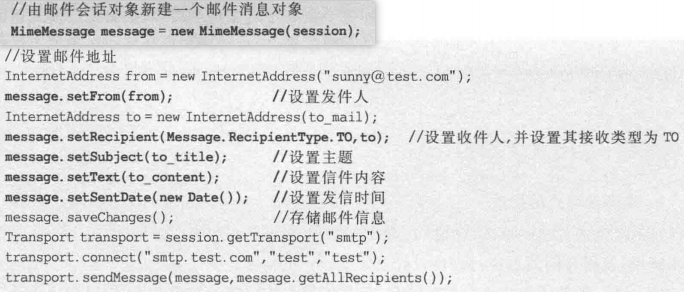 //由邮件会话对象新建一个邮件消息对象
MimeMessage message = new MimeMessage(session);
//设置邮件地址
InternetAddress from = new InternetAddress("sunny@test.com");
message.setFrom(from); //设置发件人
InternetAddress to = new InternetAddress(to_mail);
message.setRecipient(Message.RecipientType.TO,to); //设置收件人,并设置其接收类型为 TO
message.setSubject(to_title); //设置主题
message.setText(to_content); //设置信件内容
message.setSentDate(new Date()); //设置发信时间
message.saveChanges(); //存储邮件信息
Transport transport = session.getTransport("smtp");
transport.connect("smtp.test.com","test","test");
transport.sendMessage(message,message.getAllRecipients());